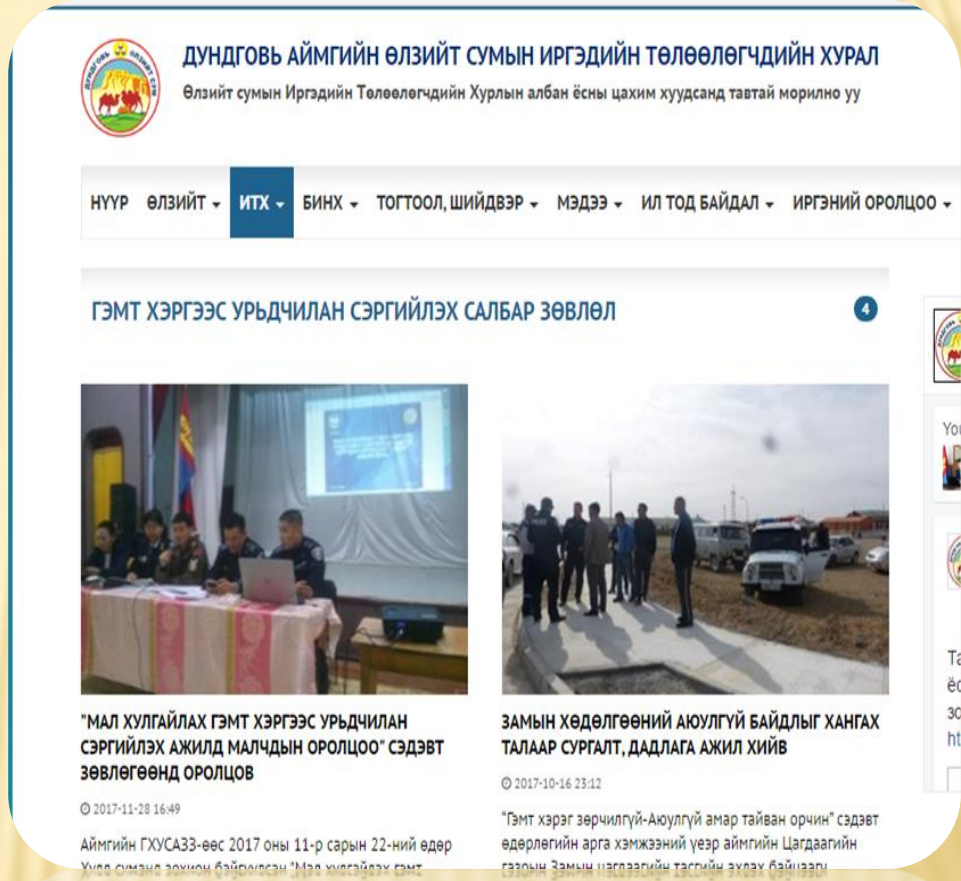 ДУНДГОВЬ АЙМГИЙН ӨЛЗИЙТ СУМЫН ИРГЭДИЙН ТӨЛӨӨЛӨГЧДИЙН ХУРАЛ
Өлзийт сумын Иргэдийн Төлөөлөгчдийн Хурлын албан ёсны цахим хуудсанд тавтай морилно уу
НҮҮР ӨЛЗИЙТ ИТХ БИНХ ТОГТООЛ, ШИЙДВЭР МЭДЭЭ ИЛ ТОД БАЙДАЛ ИРГЭНИЙ ОРОЛЦОО
ГЭМТ ХЭРГЭЭС УРЬДЧИЛАН СЭРГИЙЛЭХ САЛБАР ЗӨВЛӨЛ 4
"МАЛ ХУЛГАЙЛАХ ГЭМТ ХЭРГЭЭС УРЬДЧИЛАН
СЭРГИЙЛЭХ АЖИЛД МАЛЧДЫН ОРОЛЦОО" СЭДЭВТ
ЗӨВЛӨГӨӨНД ОРОЛЦОВ
2017-11-28 16:49
Аймгийн ГХУСАЗЗ-өөс 2017 оны 11-р сарын 22-ний өдөр
ЗАМЫН ХӨДӨЛГӨӨНИЙ АЮУЛГҮЙ БАЙДЛЫГ ХАНГАХ
ТАЛААР СУРГАЛТ, ДАДЛАГА АЖИЛ ХИЙВ
2017-10-16 23:12
"Гэмт хэрэг зөрчилгүй-Аюулгүй амар тайван орчин" сэдэвт
өдөрлөгийн арга хэмжээний үеэр аймгийн Цагдаагийн
You